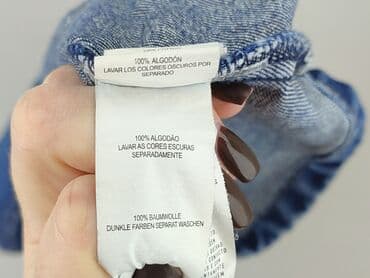 100% ALGODÓN
LAVAR LOS COLORES OSCUROS POR
SEPARADO
100% ALGODÃO
LAVAR AS CORES ESCURAS
SEPARADAMENTE
100% BAUMWOLLE
DUNKLE FARBEN SEPARAT WASCHEN